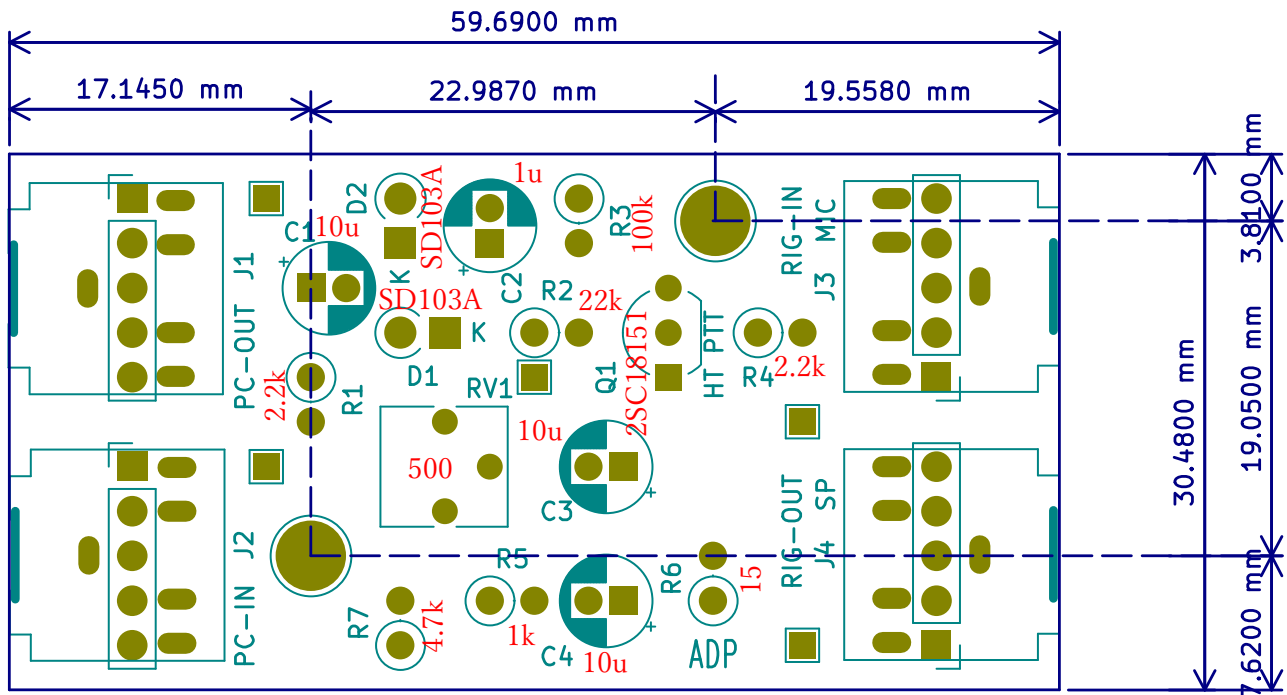 59.6900 mm
17.1450 mm
22.9870 mm
19.5580 mm
3.8100 mm
19.0500 mm
30.4800 mm
7.6200 mm
D2
SD103A
K
1u
C2
R3
100k
RIG-IN
MIC
J3
C1
10u
J1
PC-OUT
SD103A
K
D1
R2
22k
2SC18151
Q1
HT PTT
R4
2.2k
2.2k
R1
RV1
500
10u
C3
RIG-OUT
SP
J4
J2
PC-IN
R5
1k
R6
15
R7
4.7k
C4
10u
ADP
+
+
+
+